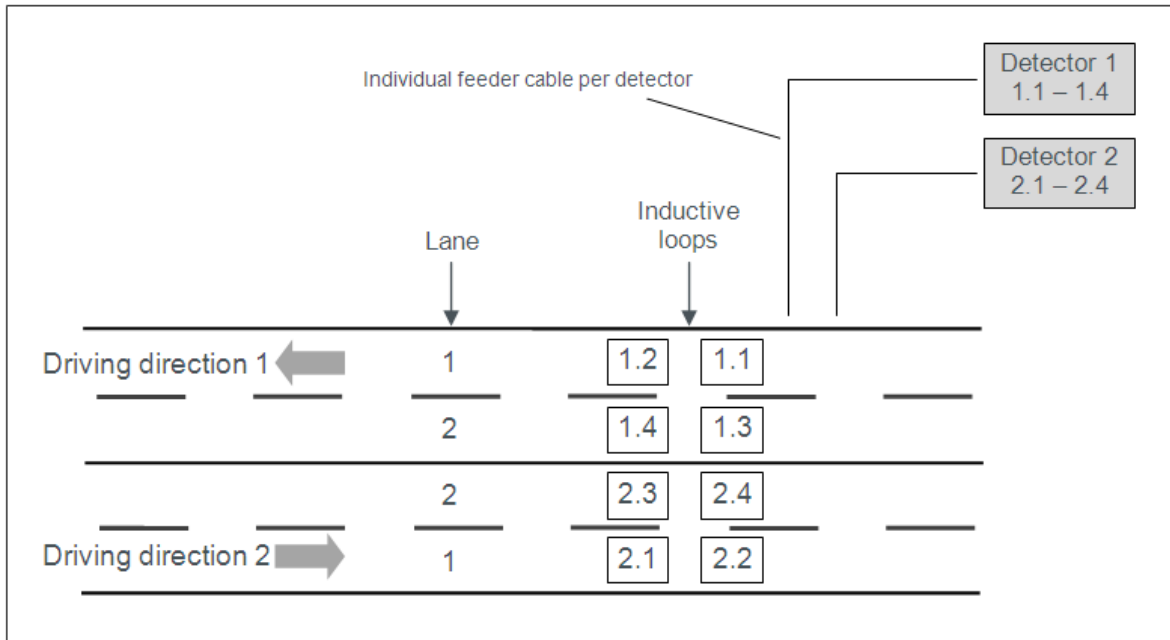 Detector 1
1.1 – 1.4
Individual feeder cable per detector
Detector 2
2.1 – 2.4
Inductive
loops
Lane
Driving direction 1
1
1.2
1.1
2
1.4
1.3
2
2.3
2.4
Driving direction 2
1
2.1
2.2